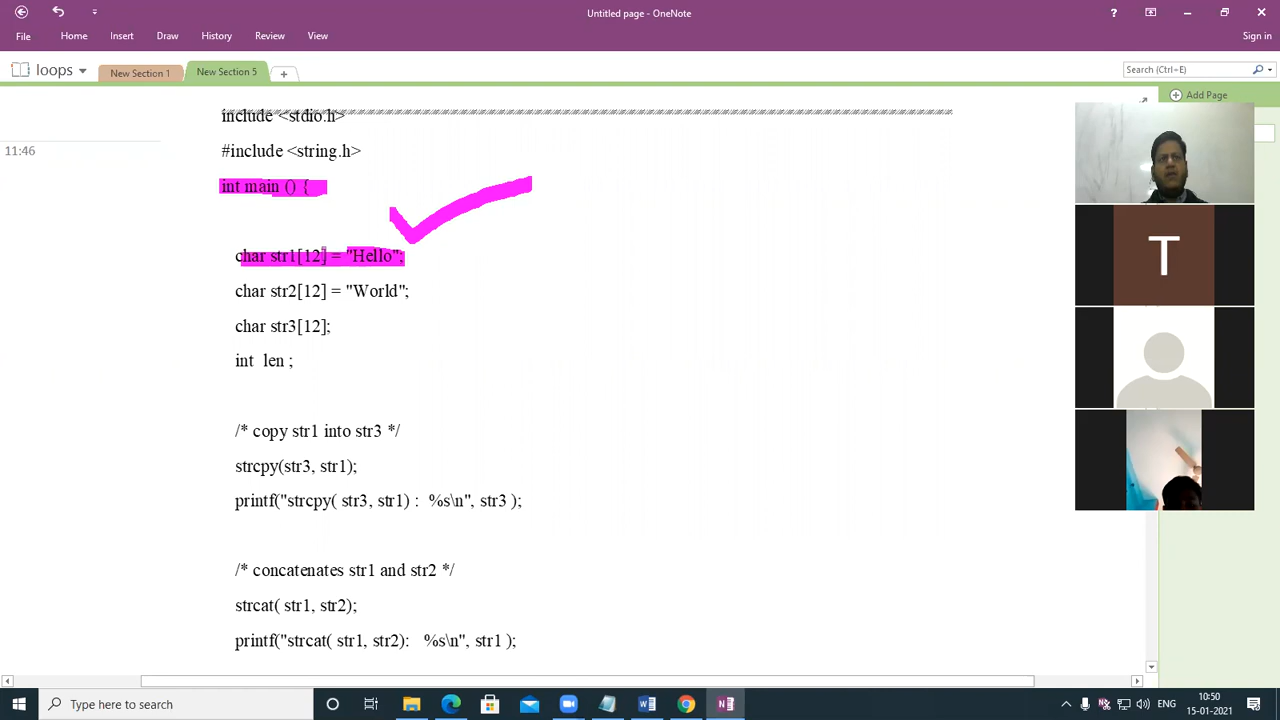 Untitled page - OneNote
File Home Insert Draw History Review View Sign in
loops New Section 1 New Section 5 Search (Ctrl+E)
Add Page
11:46
include <stdio.h>
#include <string.h>
int main () {
char str1[12] = "Hello";
char str2[12] = "World";
char str3[12];
int  len ;
/* copy str1 into str3 */
strcpy(str3, str1);
printf("strcpy( str3, str1) :  %s\n", str3 );
/* concatenates str1 and str2 */
strcat( str1, str2);
printf("strcat( str1, str2):   %s\n", str1 );
T
Type here to search
ENG
10:50
15-01-2021